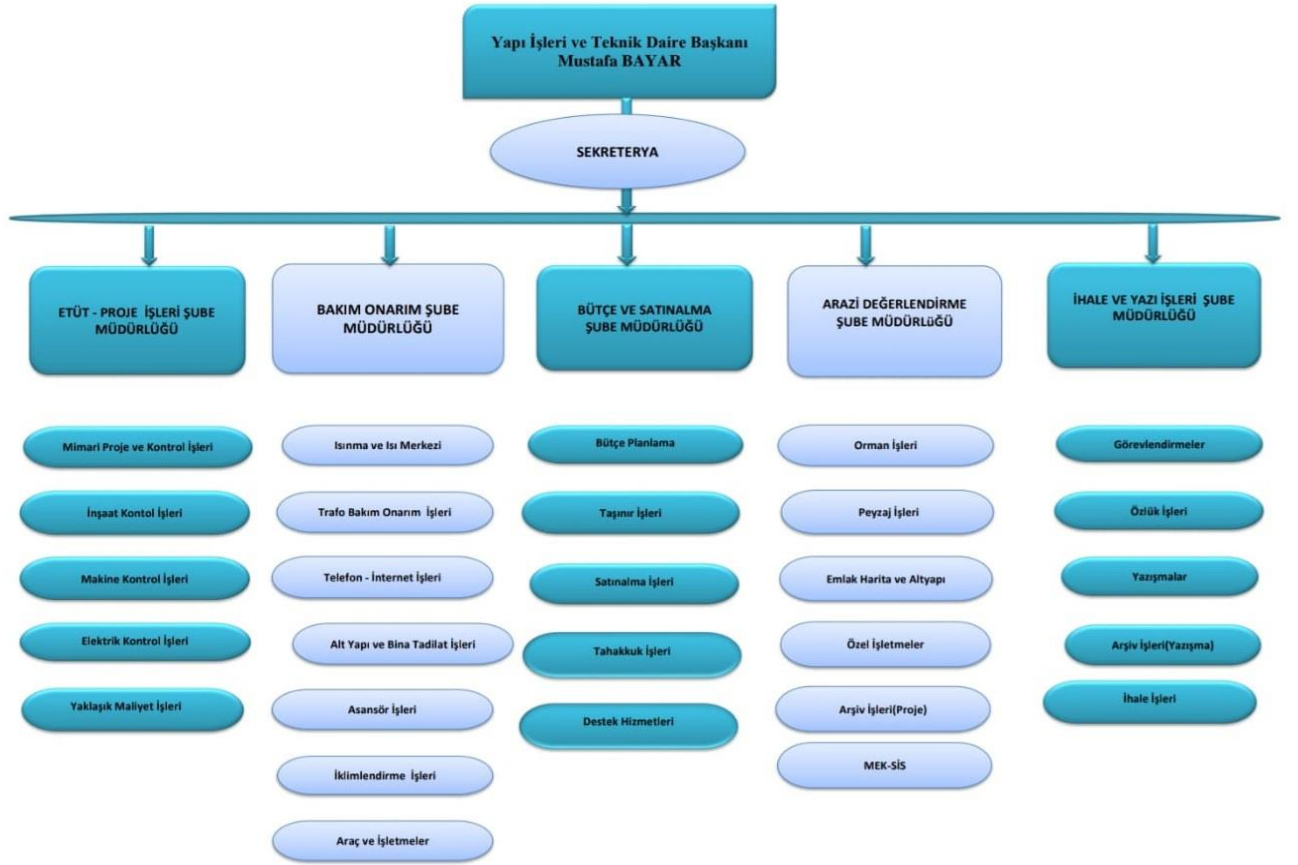 Yapı İşleri ve Teknik Daire Başkanı
Mustafa BAYAR
SEKRETERYA
ETÜT - PROJE İŞLERİ ŞUBE
MÜDÜRLÜĞÜ
BAKIM ONARIM ŞUBE
MÜDÜRLÜĞÜ
BÜTÇE VE SATINALMA
ŞUBE MÜDÜRLÜĞÜ
ARAZİ DEĞERLENDİRME
ŞUBE MÜDÜRLüĞÜ
İHALE VE YAZI İŞLERİ ŞUBE
MÜDÜRLÜĞÜ
Mimari Proje ve Kontrol İşleri
İnşaat Kontol İşleri
Makine Kontrol İşleri
Elektrik Kontrol İşleri
Yaklaşık Maliyet İşleri
Isınma ve Isı Merkezi
Trafo Bakım Onarım İşleri
Telefon - İnternet İşleri
Alt Yapı ve Bina Tadilat İşleri
Asansör İşleri
İklimlendirme İşleri
Araç ve İşletmeler
Bütçe Planlama
Taşınır İşleri
Satınalma İşleri
Tahakkuk İşleri
Destek Hizmetleri
Orman İşleri
Peyzaj İşleri
Emlak Harita ve Altyapı
Özel İşletmeler
Arşiv İşleri(Proje)
MEK-SİS
Görevlendirmeler
Özlük İşleri
Yazışmalar
Arşiv İşleri(Yazışma)
İhale İşleri